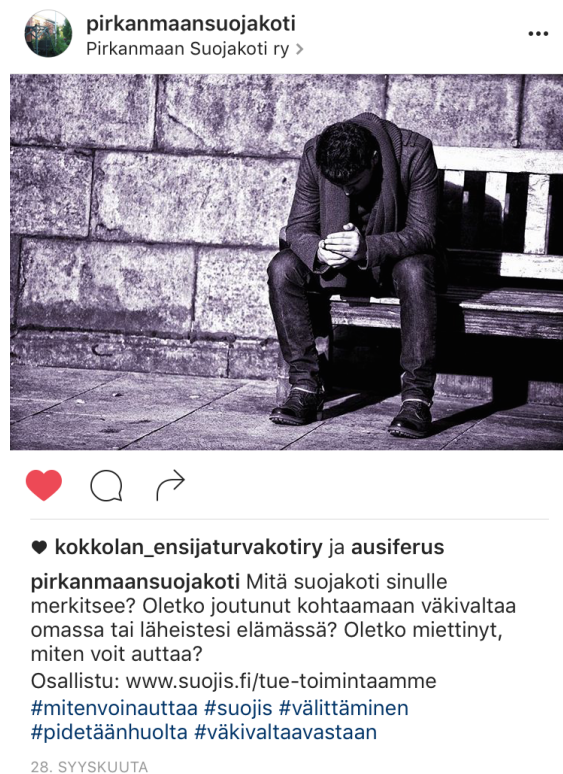 pirkanmaansuojakoti
Pirkanmaan Suojakoti ry >
kokkolan_ensijaturvakotiry ja ausiferus
pirkanmaansuojakoti Mitä suojakoti sinulle
merkitsee? Oletko joutunut kohtaamaan väkivaltaa
omassa tai läheistesi elämässä? Oletko miettinyt,
miten voit auttaa?
Osallistu: www.suojis.fi/tue-toimintaamme
#mitenvoinauttaa #suojis #välittäminen
#pidetäänhuolta #väkivaltaavastaan
28. SYYSKUUTA